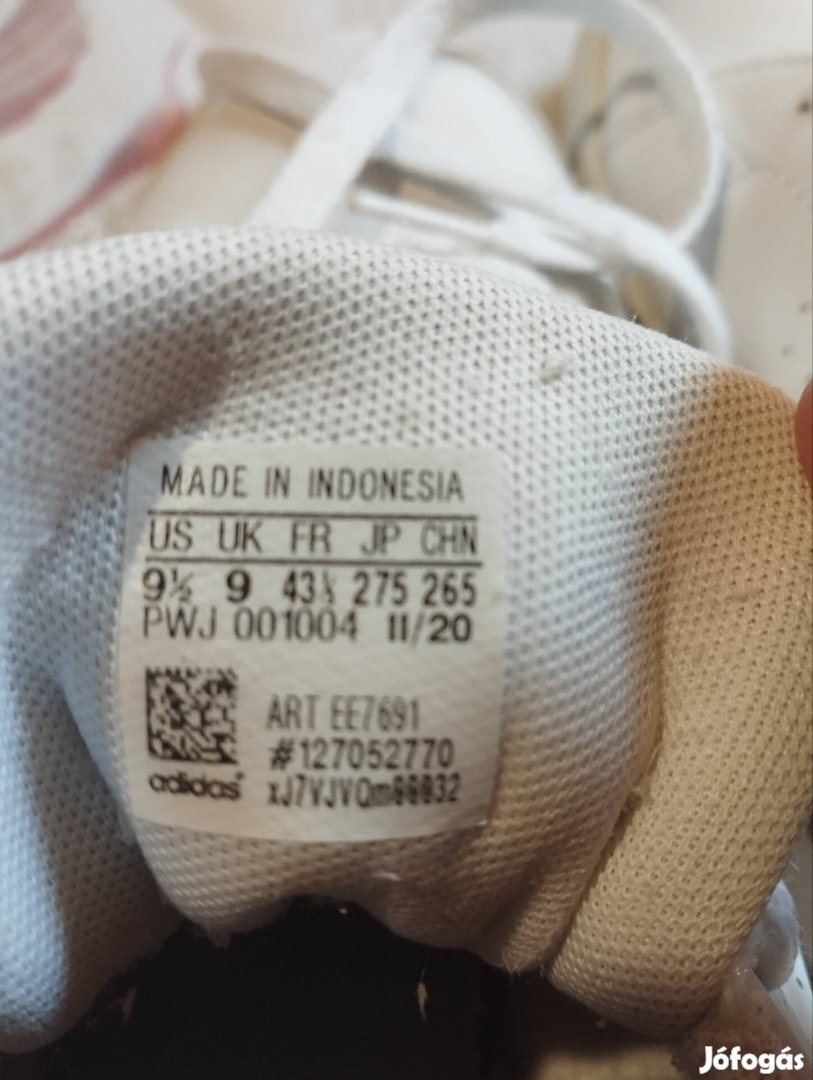 MADE IN INDONESIA
US UK FR JP CHN
9½ 9 43⅓ 275 265
PWJ 001004 11/20
ART EE7691
#127052770
adidas
Jófogás